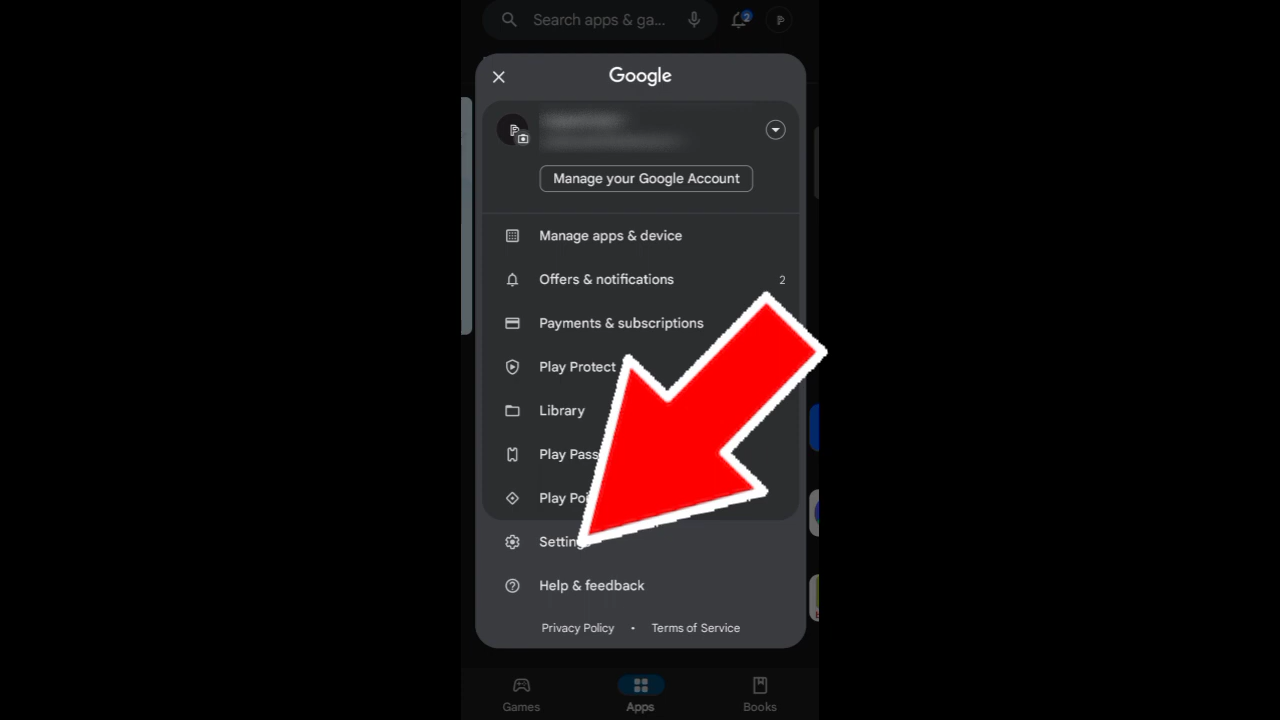 Search apps & ga...
2
Google
Manage your Google Account
Manage apps & device
Offers & notifications 2
Payments & subscriptions
Play Protect
Library
Play Pass
Play Poi
Setting
Help & feedback
Privacy Policy • Terms of Service
Games Apps Books